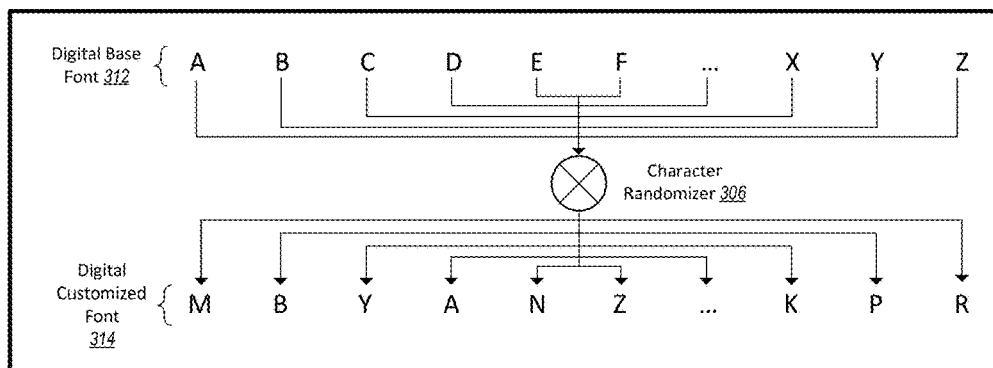 Digital Base
Font 312
A B C D E F ... X Y Z
Character
Randomizer 306
Digital
Customized
Font
314
M B Y A N Z ... K P R